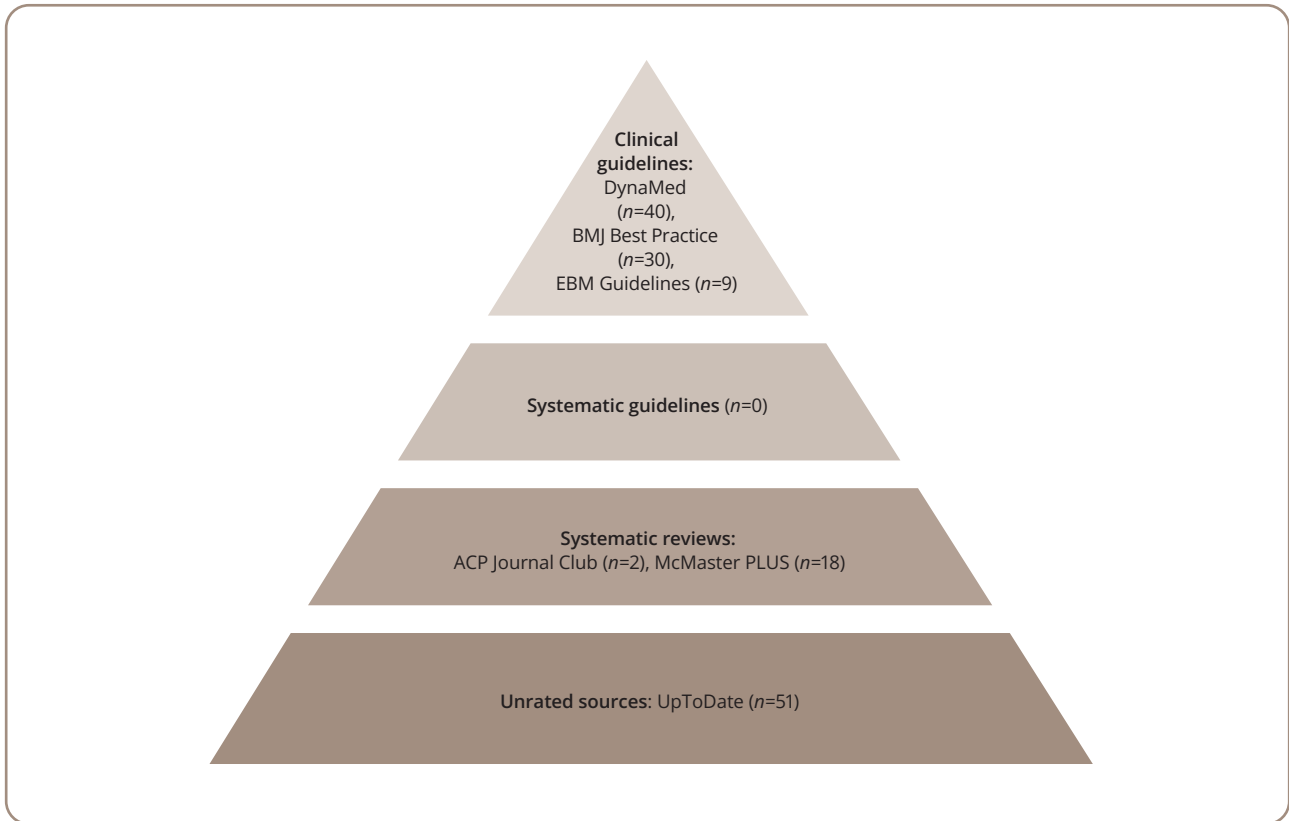 Clinical
guidelines:
DynaMed
(n=40),
BMJ Best Practice
(n=30),
EBM Guidelines (n=9)
Systematic guidelines (n=0)
Systematic reviews:
ACP Journal Club (n=2), McMaster PLUS (n=18)
Unrated sources: UpToDate (n=51)